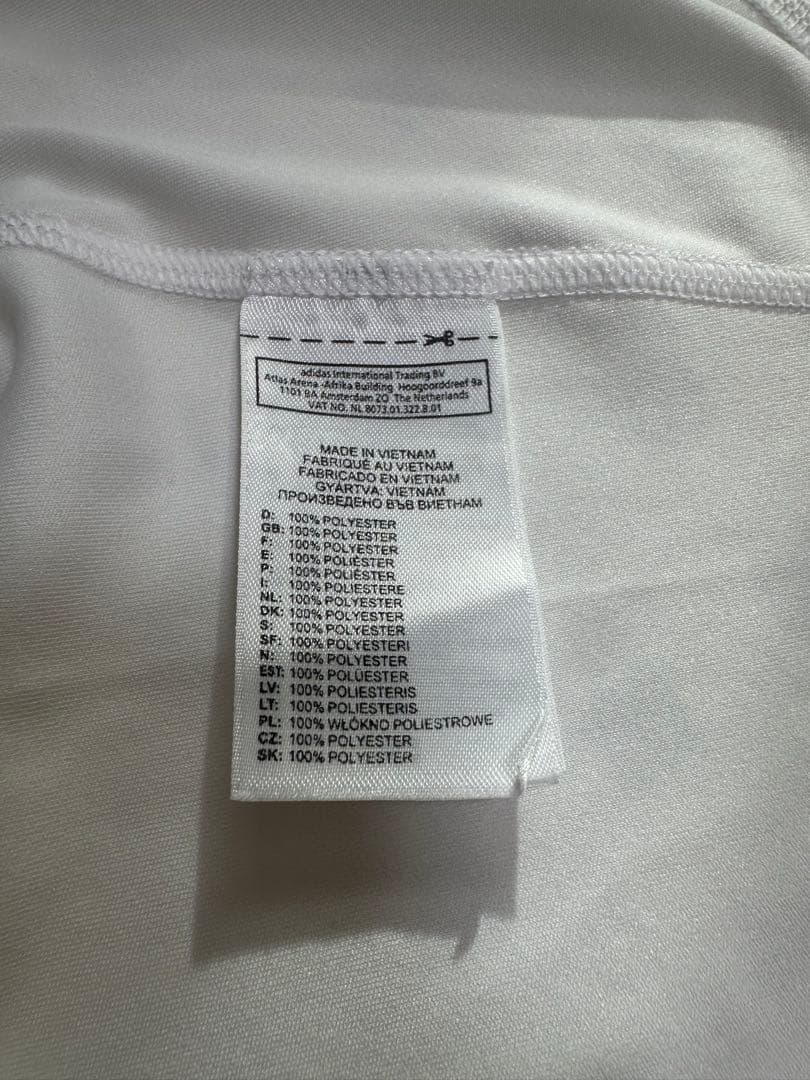 adidas International Trading BV
Atlas Arena -Afrika Building Hoogoorddreef 9a
1101 BA Amsterdam ZO The Netherlands
VAT NO. NL 8073.01.322.B.01
MADE IN VIETNAM
FABRIQUÉ AU VIETNAM
FABRICADO EN VIETNAM
GYÁRTVA: VIETNÁM
ПРОИЗВЕДЕНО ВЪВ ВИЕТНАМ
D: 100% POLYESTER
GB: 100% POLYESTER
F: 100% POLYESTER
E: 100% POLIÉSTER
P: 100% POLIÉSTER
I: 100% POLIESTERE
NL: 100% POLYESTER
DK: 100% POLYESTER
S: 100% POLYESTER
SF: 100% POLYESTERI
N: 100% POLYESTER
EST: 100% POLÜESTER
LV: 100% POLIESTERIS
LT: 100% POLIESTERIS
PL: 100% WŁÓKNO POLIESTROWE
CZ: 100% POLYESTER
SK: 100% POLYESTER